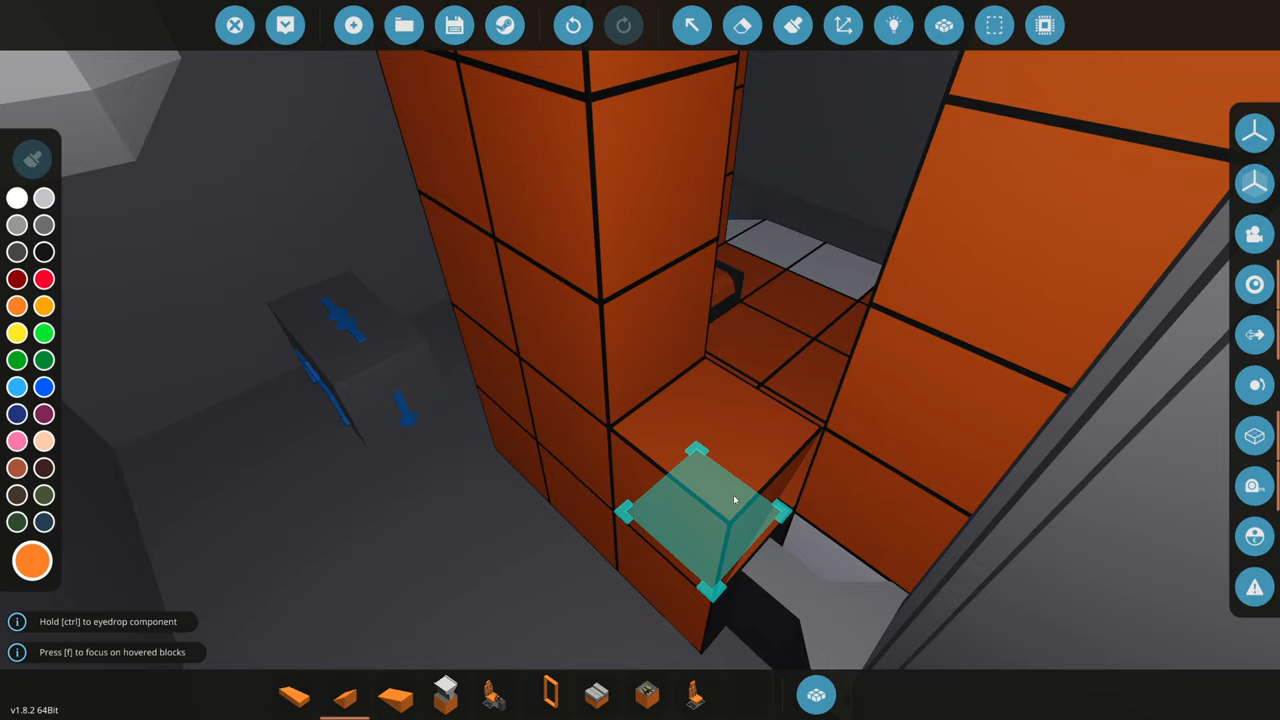 Hold [ctrl] to eyedrop component
Press [f] to focus on hovered blocks
v1.8.2 64Bit